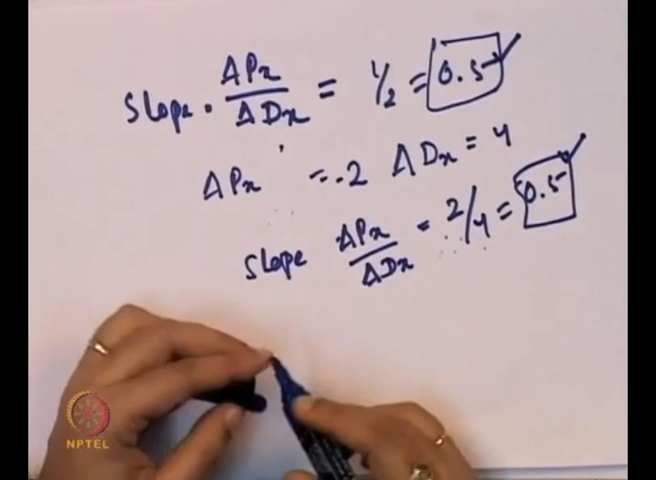 Slope = ΔPx/ΔDx = 1/2 = 0.5
ΔPx = -2 ΔDx = 4
Slope ΔPx/ΔDx = 2/4 = 0.5
NPTEL